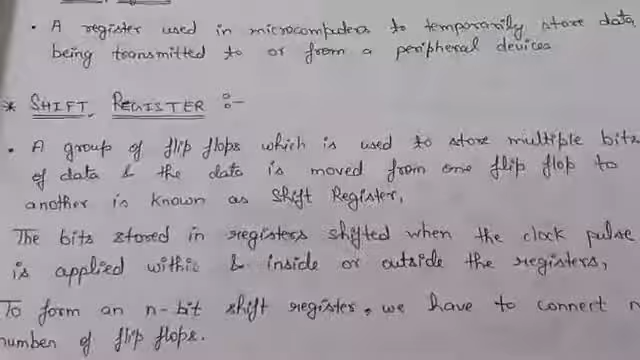 • A register used in microcomputers to temporarily store data
being transmitted to or from a peripheral devices
* SHIFT REGISTER :-
• A group of flip flops which is used to store multiple bits
of data & the data is moved from one flip flop to
another is known as Shift Register.
The bits stored in registers shifted when the clock pulse
is applied within & inside or outside the registers,
To form an n-bit shift register, we have to connect n
number of flip flops.